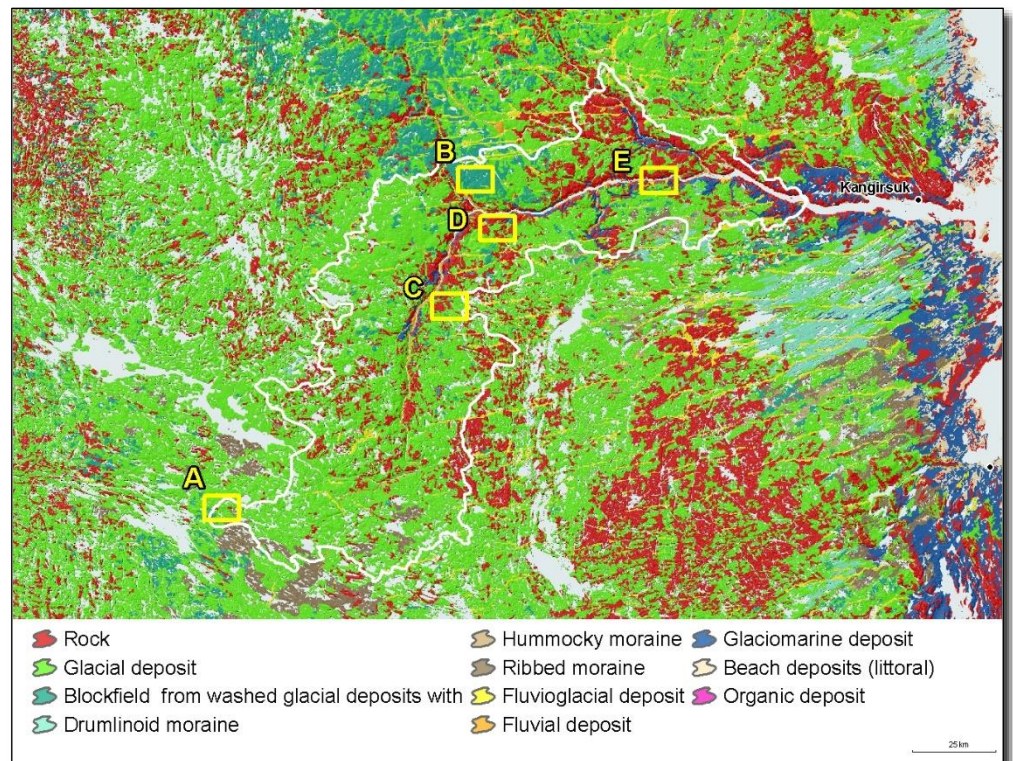 B
E
Kangirsuk
D
C
A
Rock
Glacial deposit
Blockfield from washed glacial deposits with
Drumlinoid moraine
Hummocky moraine
Ribbed moraine
Fluvioglacial deposit
Fluvial deposit
Glaciomarine deposit
Beach deposits (littoral)
Organic deposit
25km